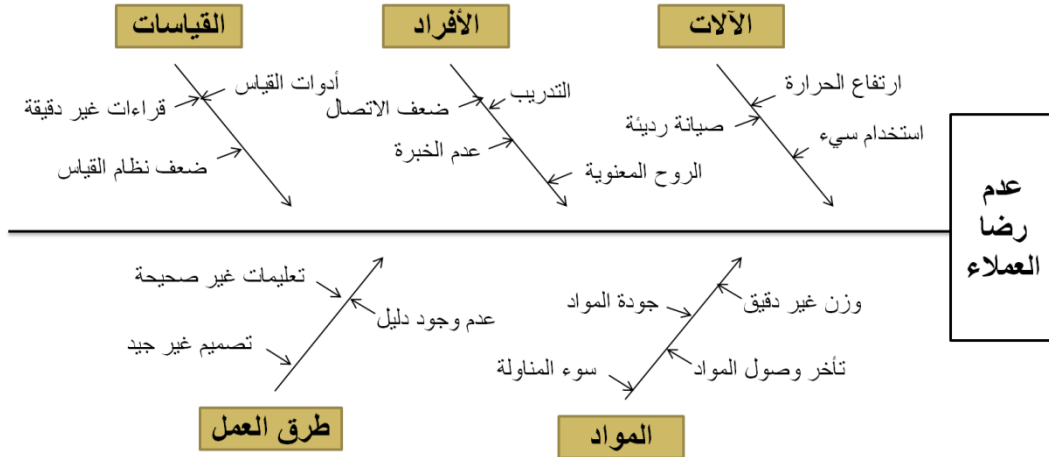 الآلات
الأفراد
القياسات
ارتفاع الحرارة
صيانة رديئة
استخدام سيء
التدريب
ضعف الاتصال
عدم الخبرة
الروح المعنوية
أدوات القياس
قراءات غير دقيقة
ضعف نظام القياس
عدم
رضا
العملاء
وزن غير دقيق
جودة المواد
تأخر وصول المواد
سوء المناولة
تعليمات غير صحيحة
عدم وجود دليل
تصميم غير جيد
المواد
طرق العمل